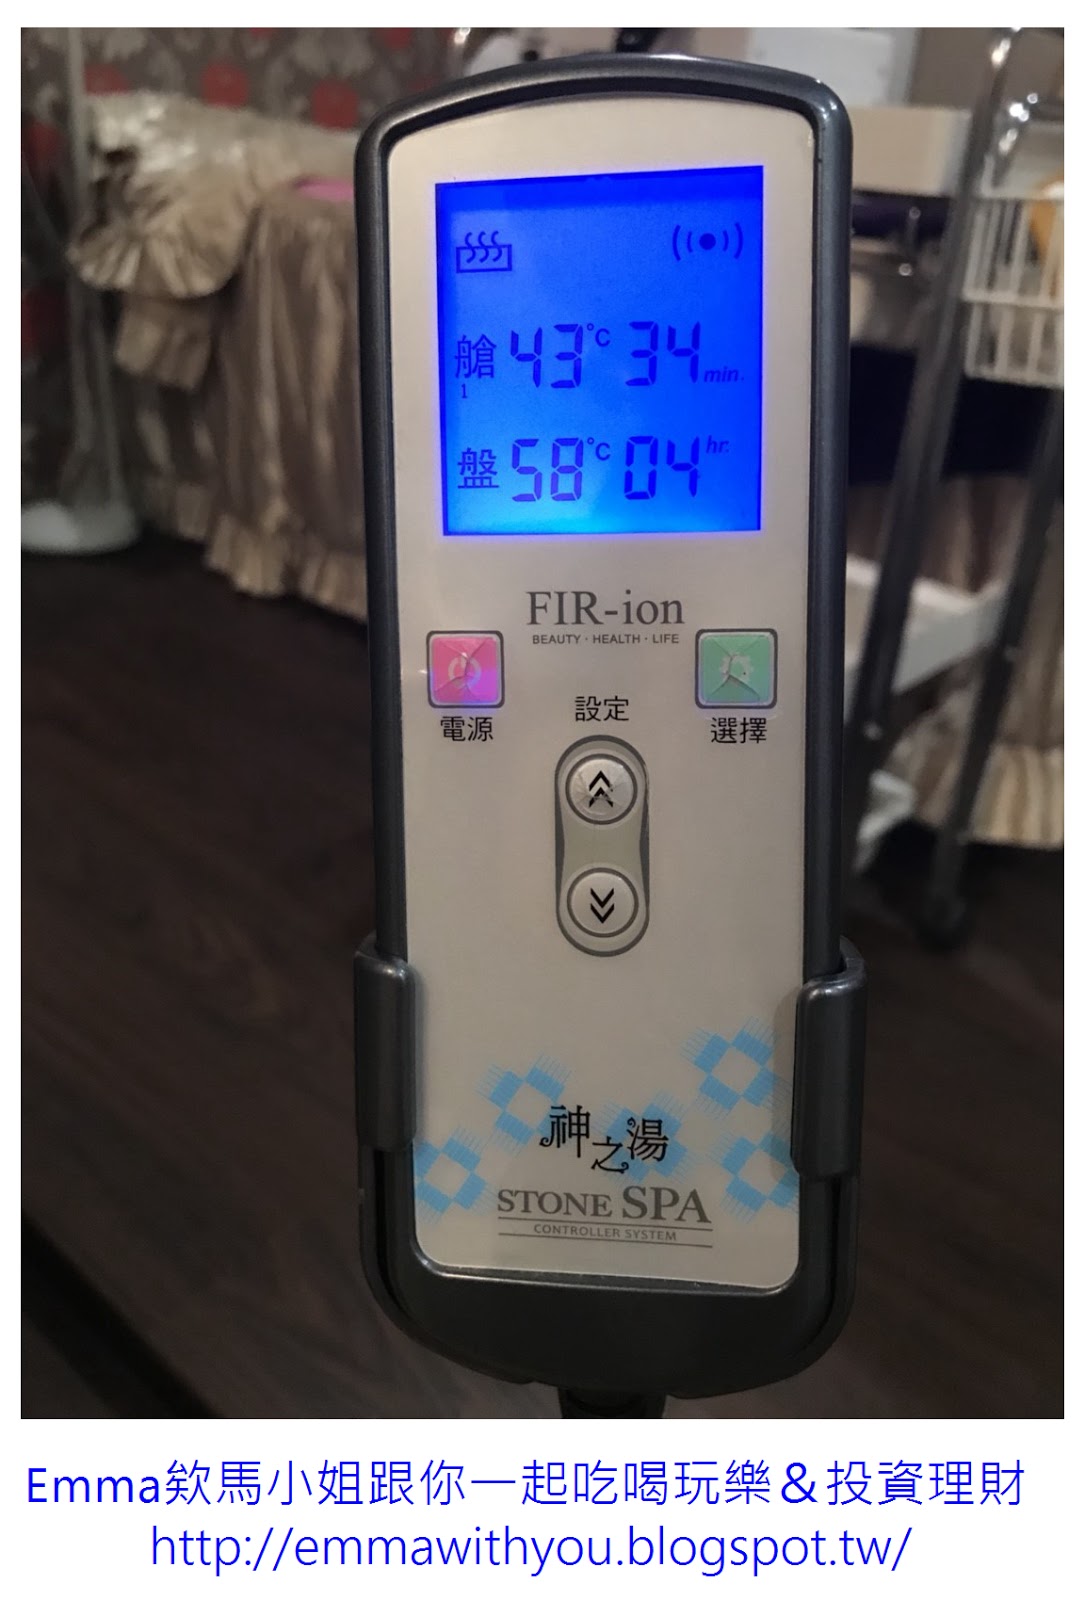 艙 43°C 34 min.
1
盤 58°C 04 hr.
FIR-ion
BEAUTY · HEALTH · LIFE
電源 設定 選擇
神之湯
STONE SPA
CONTROLLER SYSTEM
Emma欸馬小姐跟你一起吃喝玩樂＆投資理財
http://emmawithyou.blogspot.tw/